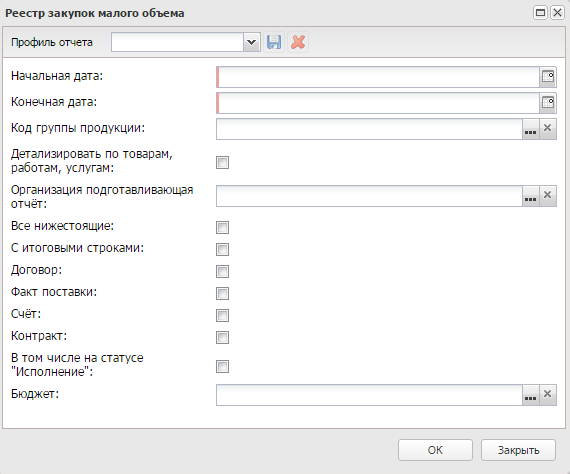 Реестр закупок малого объема
Профиль отчета
Начальная дата:
Конечная дата:
Код группы продукции:
Детализировать по товарам,
работам, услугам:
Организация подготавливающая
отчёт:
Все нижестоящие:
С итоговыми строками:
Договор:
Факт поставки:
Счёт:
Контракт:
В том числе на статусе
"Исполнение":
Бюджет:
ОК
Закрыть